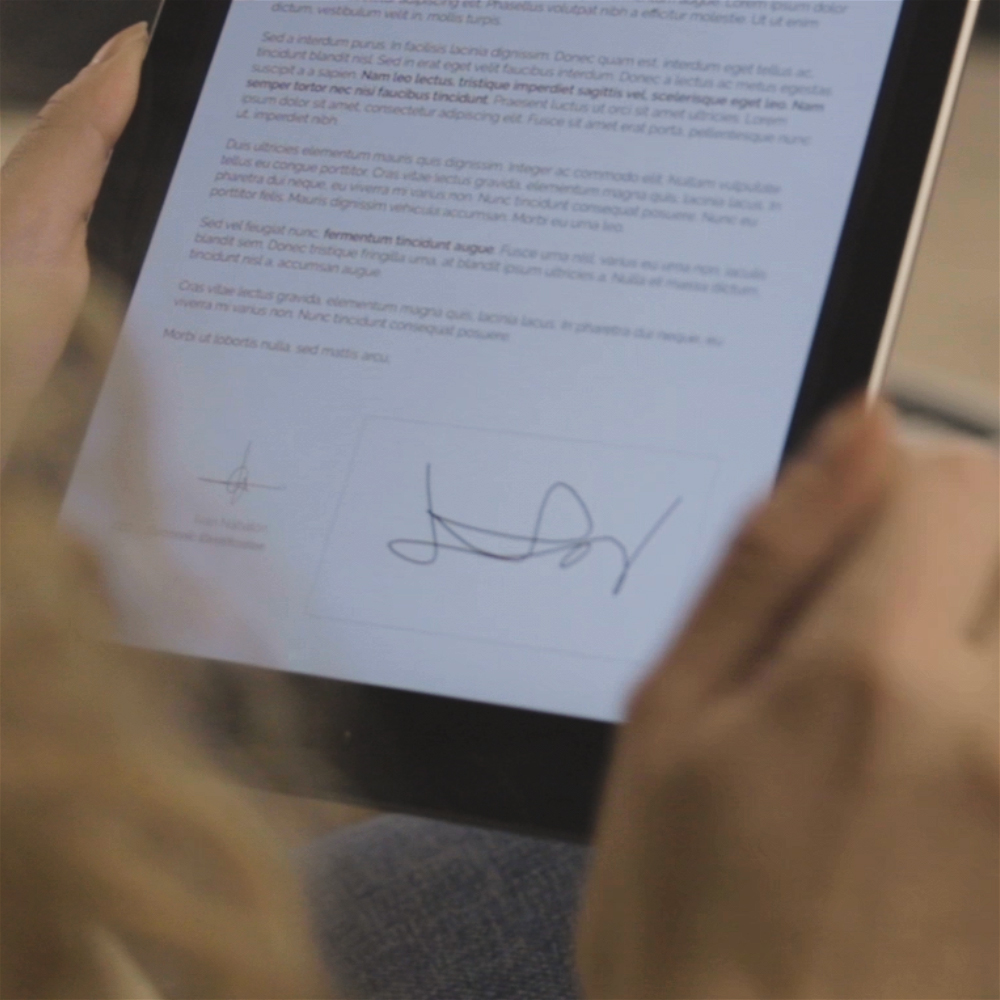 adipiscing elit. Phasellus volutpat nibh a efficitur molestie. Ut ut enim
dictum, vestibulum velit in, mollis turpis.
Sed a interdum purus. In facilisis lacinia dignissim. Donec quam est, interdum eget tellus ac,
tincidunt blandit nisl. Sed in erat eget velit faucibus interdum. Donec a lectus ac metus egestas
suscipit a a sapien. Nam leo lectus, tristique imperdiet sagittis vel, scelerisque eget leo. Nam
semper tortor nec nisi faucibus tincidunt. Praesent luctus ut orci sit amet ultricies. Lorem
ipsum dolor sit amet, consectetur adipiscing elit. Fusce sit amet erat porta, pellentesque nunc
ut, imperdiet nibh.
Duis ultricies elementum mauris quis dignissim. Integer ac commodo elit. Nullam vulputate
tellus eu congue porttitor. Cras vitae lectus gravida, elementum magna quis, lacinia lacus. In
pharetra dui neque, eu viverra mi varius non. Nunc tincidunt consequat posuere. Nunc eu
porttitor felis. Mauris dignissim vehicula accumsan. Morbi eu urna leo.
Sed vel feugiat nunc, fermentum tincidunt augue. Fusce urna nisl, varius eu urna non, iaculis
blandit sem. Donec tristique fringilla urna, at blandit ipsum ultricies a. Nulla et massa dictum,
tincidunt nisl a, accumsan augue.
Cras vitae lectus gravida, elementum magna quis, lacinia lacus. In pharetra dui neque, eu
viverra mi varius non. Nunc tincidunt consequat posuere.
Morbi ut lobortis nulla, sed mattis arcu.